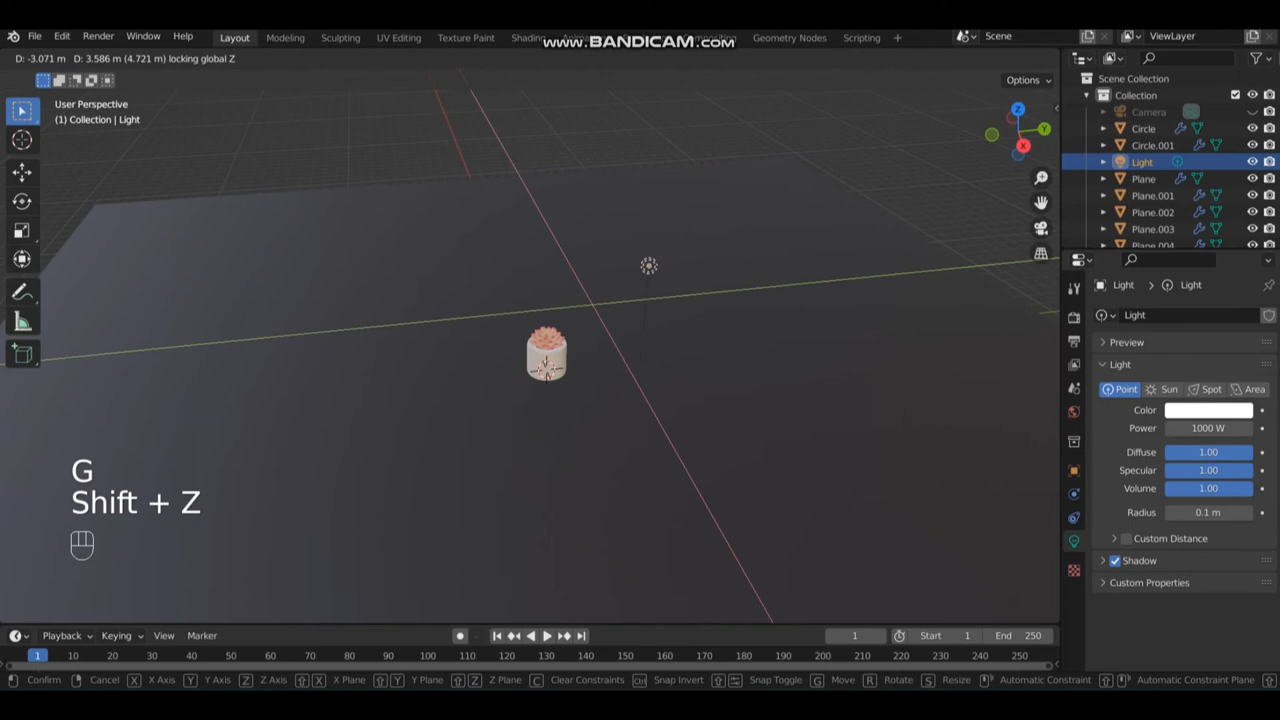 File Edit Render Window Help Layout Modeling Sculpting UV Editing Texture Paint Shading Geometry Nodes Scripting + Scene ViewLayer
www.BANDICAM.com
D: -3.071 m D: 3.586 m (4.721 m) locking global Z
Options
User Perspective
(1) Collection | Light
Z
Y
X
Scene Collection
Collection
Camera
Circle
Circle.001
Light
Plane
Plane.001
Plane.002
Plane.003
Plane.004
Light > Light
Light
Preview
Light
Point Sun Spot Area
Color
Power 1000 W
Diffuse 1.00
Specular 1.00
Volume 1.00
Radius 0.1 m
Custom Distance
Shadow
Custom Properties
G
Shift + Z
Playback Keying View Marker 1 Start 1 End 250
1 10 20 30 40 50 60 70 80 90 100 110 120 130 140 150 160 170 180 190 200 210 220 230 240 250
Confirm Cancel X X Axis Y Y Axis Z Z Axis X X Plane Y Y Plane Z Z Plane C Clear Constraints Ctrl Snap Invert Snap Toggle G Move R Rotate S Resize Automatic Constraint Automatic Constraint Plane